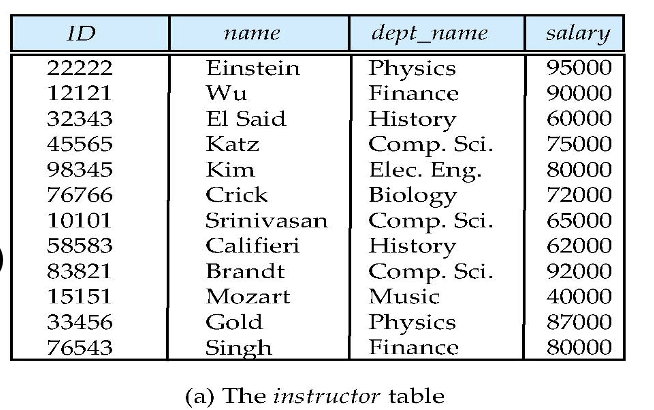 ID name dept_name salary
22222 Einstein Physics 95000
12121 Wu Finance 90000
32343 El Said History 60000
45565 Katz Comp. Sci. 75000
98345 Kim Elec. Eng. 80000
76766 Crick Biology 72000
10101 Srinivasan Comp. Sci. 65000
58583 Califieri History 62000
83821 Brandt Comp. Sci. 92000
15151 Mozart Music 40000
33456 Gold Physics 87000
76543 Singh Finance 80000
(a) The instructor table